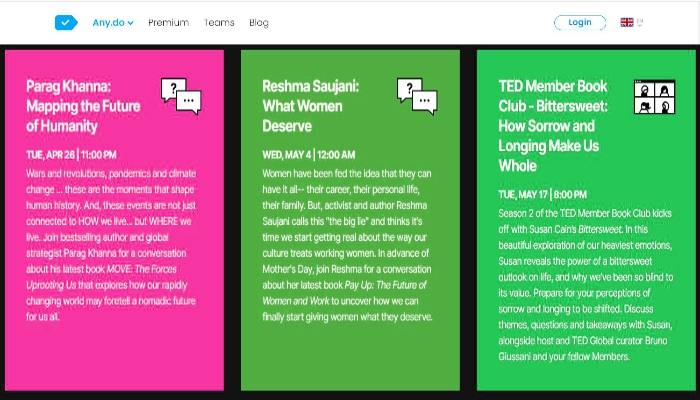 Any.do
Premium
Teams
Blog
Login
EN
Parag Khanna:
Mapping the Future
of Humanity
TUE, APR 26 | 11:00 PM
Wars and revolutions, pandemics and climate
change ... these are the moments that shape
human history. And, these events are not just
connected to HOW we live... but WHERE we
live. Join bestselling author and global
strategist Parag Khanna for a conversation
about his latest book MOVE: The Forces
Uprooting Us that explores how our rapidly
changing world may foretell a nomadic future
for us all.
Reshma Saujani:
What Women
Deserve
WED, MAY 4 | 12:00 AM
Women have been fed the idea that they can
have it all-- their career, their personal life,
their family. But, activist and author Reshma
Saujani calls this "the big lie" and thinks it's
time we start getting real about the way our
culture treats working women. In advance of
Mother's Day, join Reshma for a conversation
about her latest book Pay Up: The Future of
Women and Work to uncover how we can
finally start giving women what they deserve.
TED Member Book
Club - Bittersweet:
How Sorrow and
Longing Make Us
Whole
TUE, MAY 17 | 8:00 PM
Season 2 of the TED Member Book Club kicks
off with Susan Cain's Bittersweet. In this
beautiful exploration of our heaviest emotions,
Susan reveals the power of a bittersweet
outlook on life, and why we've been so blind to
its value. Prepare for your perceptions of
sorrow and longing to be shifted. Discuss
themes, questions and takeaways with Susan,
alongside host and TED Global curator Bruno
Giussani and your fellow Members.